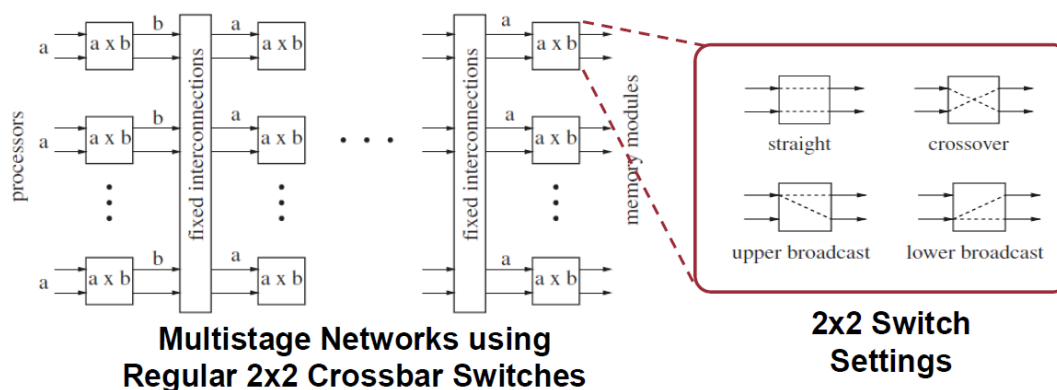 a
b
a
a
a x b
a x b
a x b
processors
fixed interconnections
fixed interconnections
memory modules
a
b
a
a
a x b
a x b
a x b
straight
crossover
a
b
a
a
a x b
a x b
a x b
upper broadcast
lower broadcast
Multistage Networks using
Regular 2x2 Crossbar Switches
2x2 Switch
Settings